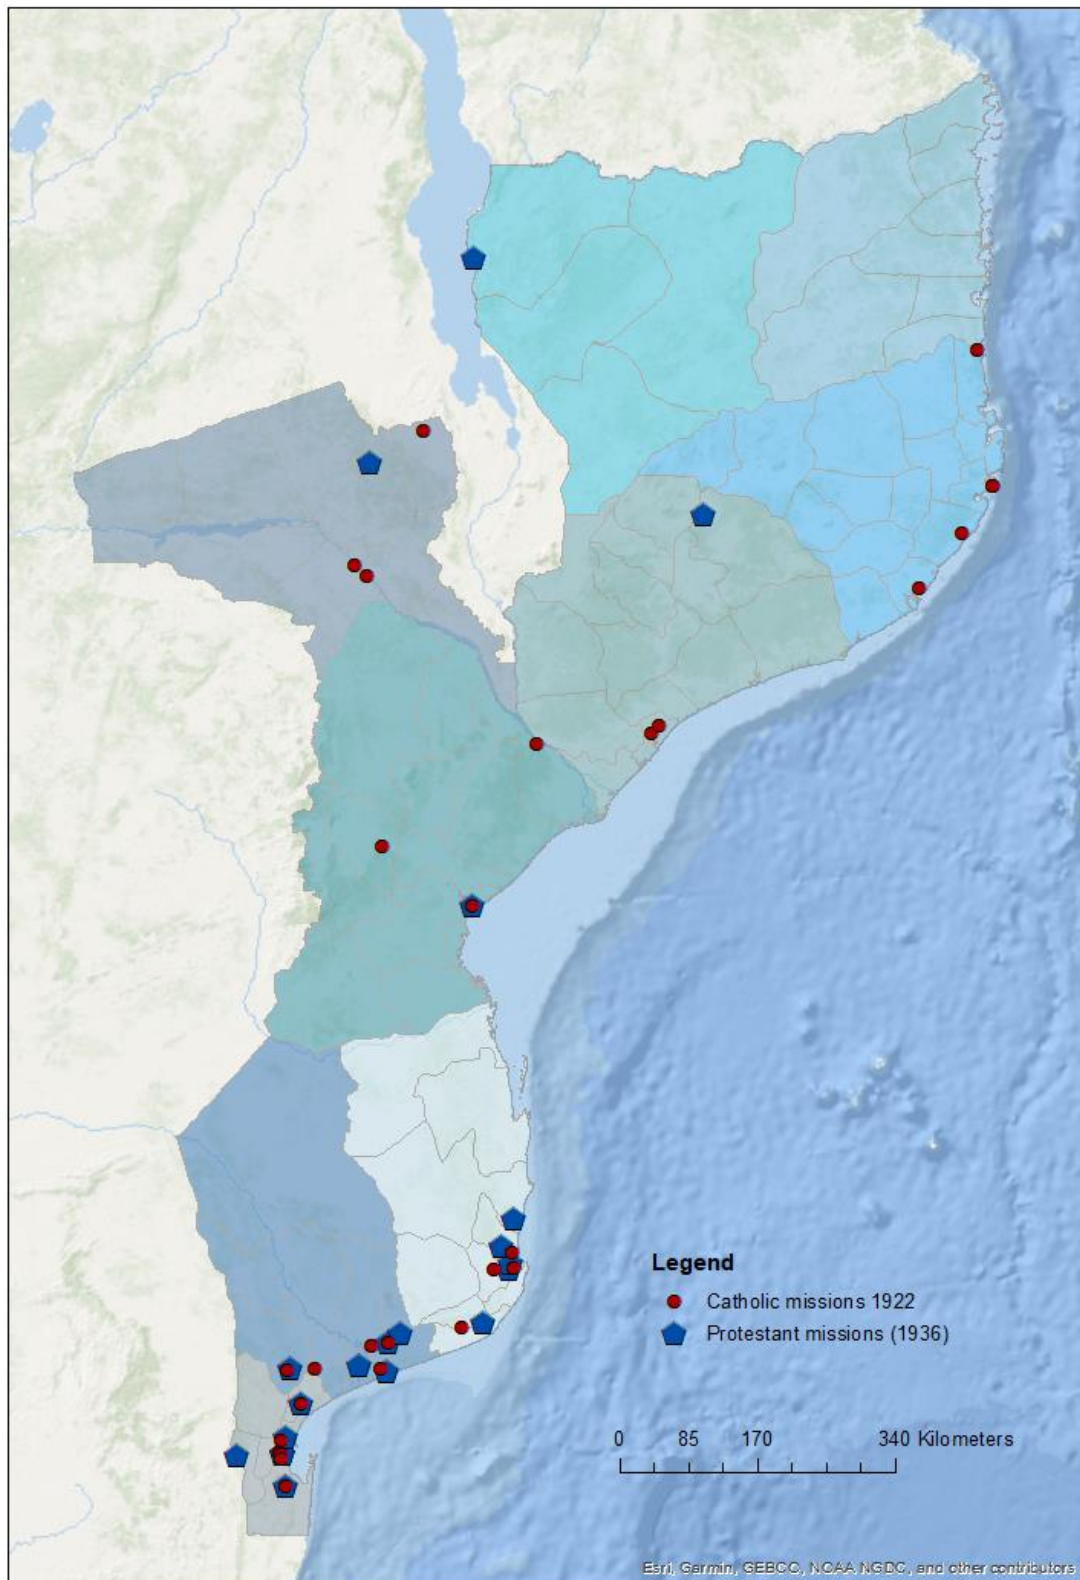 Legend
Catholic missions 1922
Protestant missions (1936)
0 85 170 340 Kilometers
Esri, Garmin, GEBCO, NOAA NGDC, and other contributors